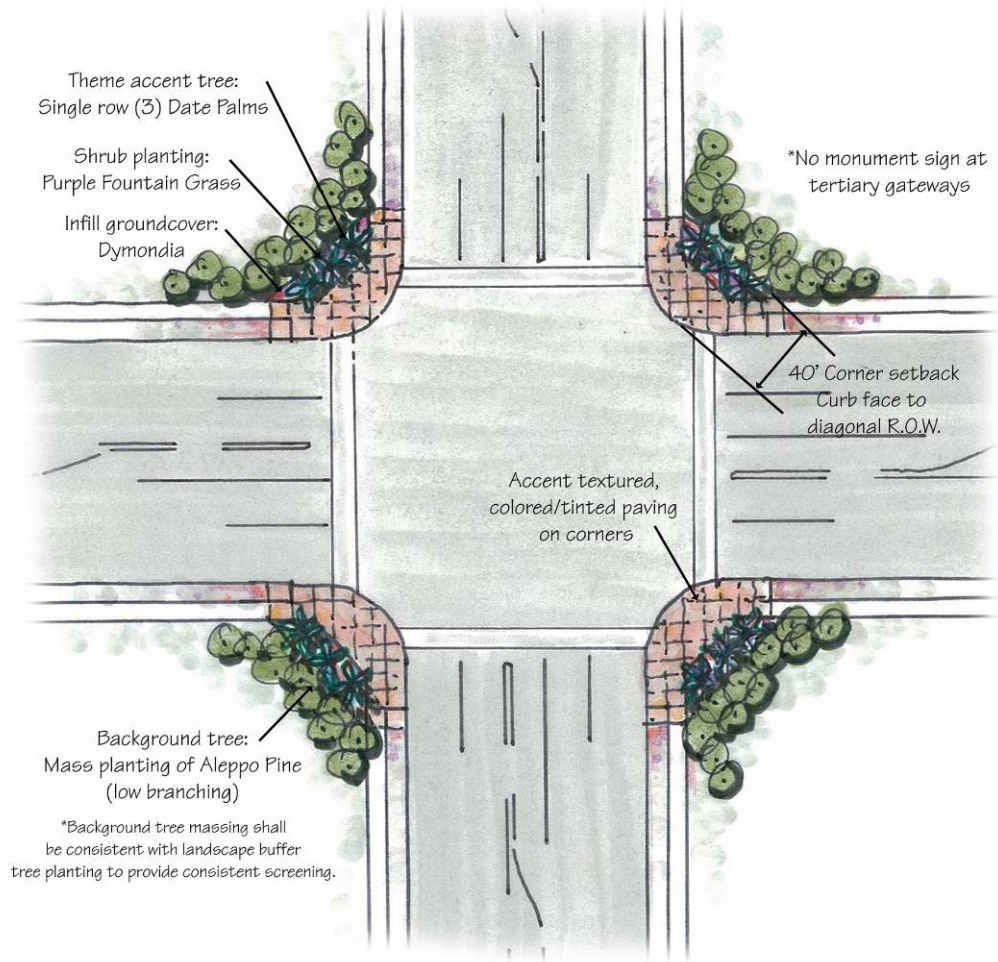 Theme accent tree:
Single row (3) Date Palms
Shrub planting:
Purple Fountain Grass
Infill groundcover:
Dymondia
*No monument sign at
tertiary gateways
40' Corner setback
Curb face to
diagonal R.O.W.
Accent textured,
colored/tinted paving
on corners
Background tree:
Mass planting of Aleppo Pine
(low branching)
*Background tree massing shall
be consistent with landscape buffer
tree planting to provide consistent screening.